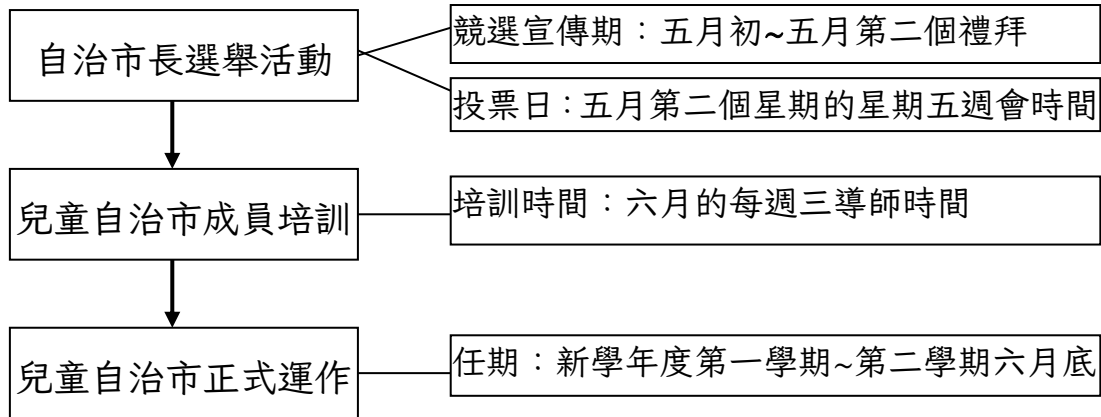 自治市長選舉活動
競選宣傳期：五月初~五月第二個禮拜
投票日：五月第二個星期的星期五週會時間
兒童自治市成員培訓
培訓時間：六月的每週三導師時間
兒童自治市正式運作
任期：新學年度第一學期~第二學期六月底